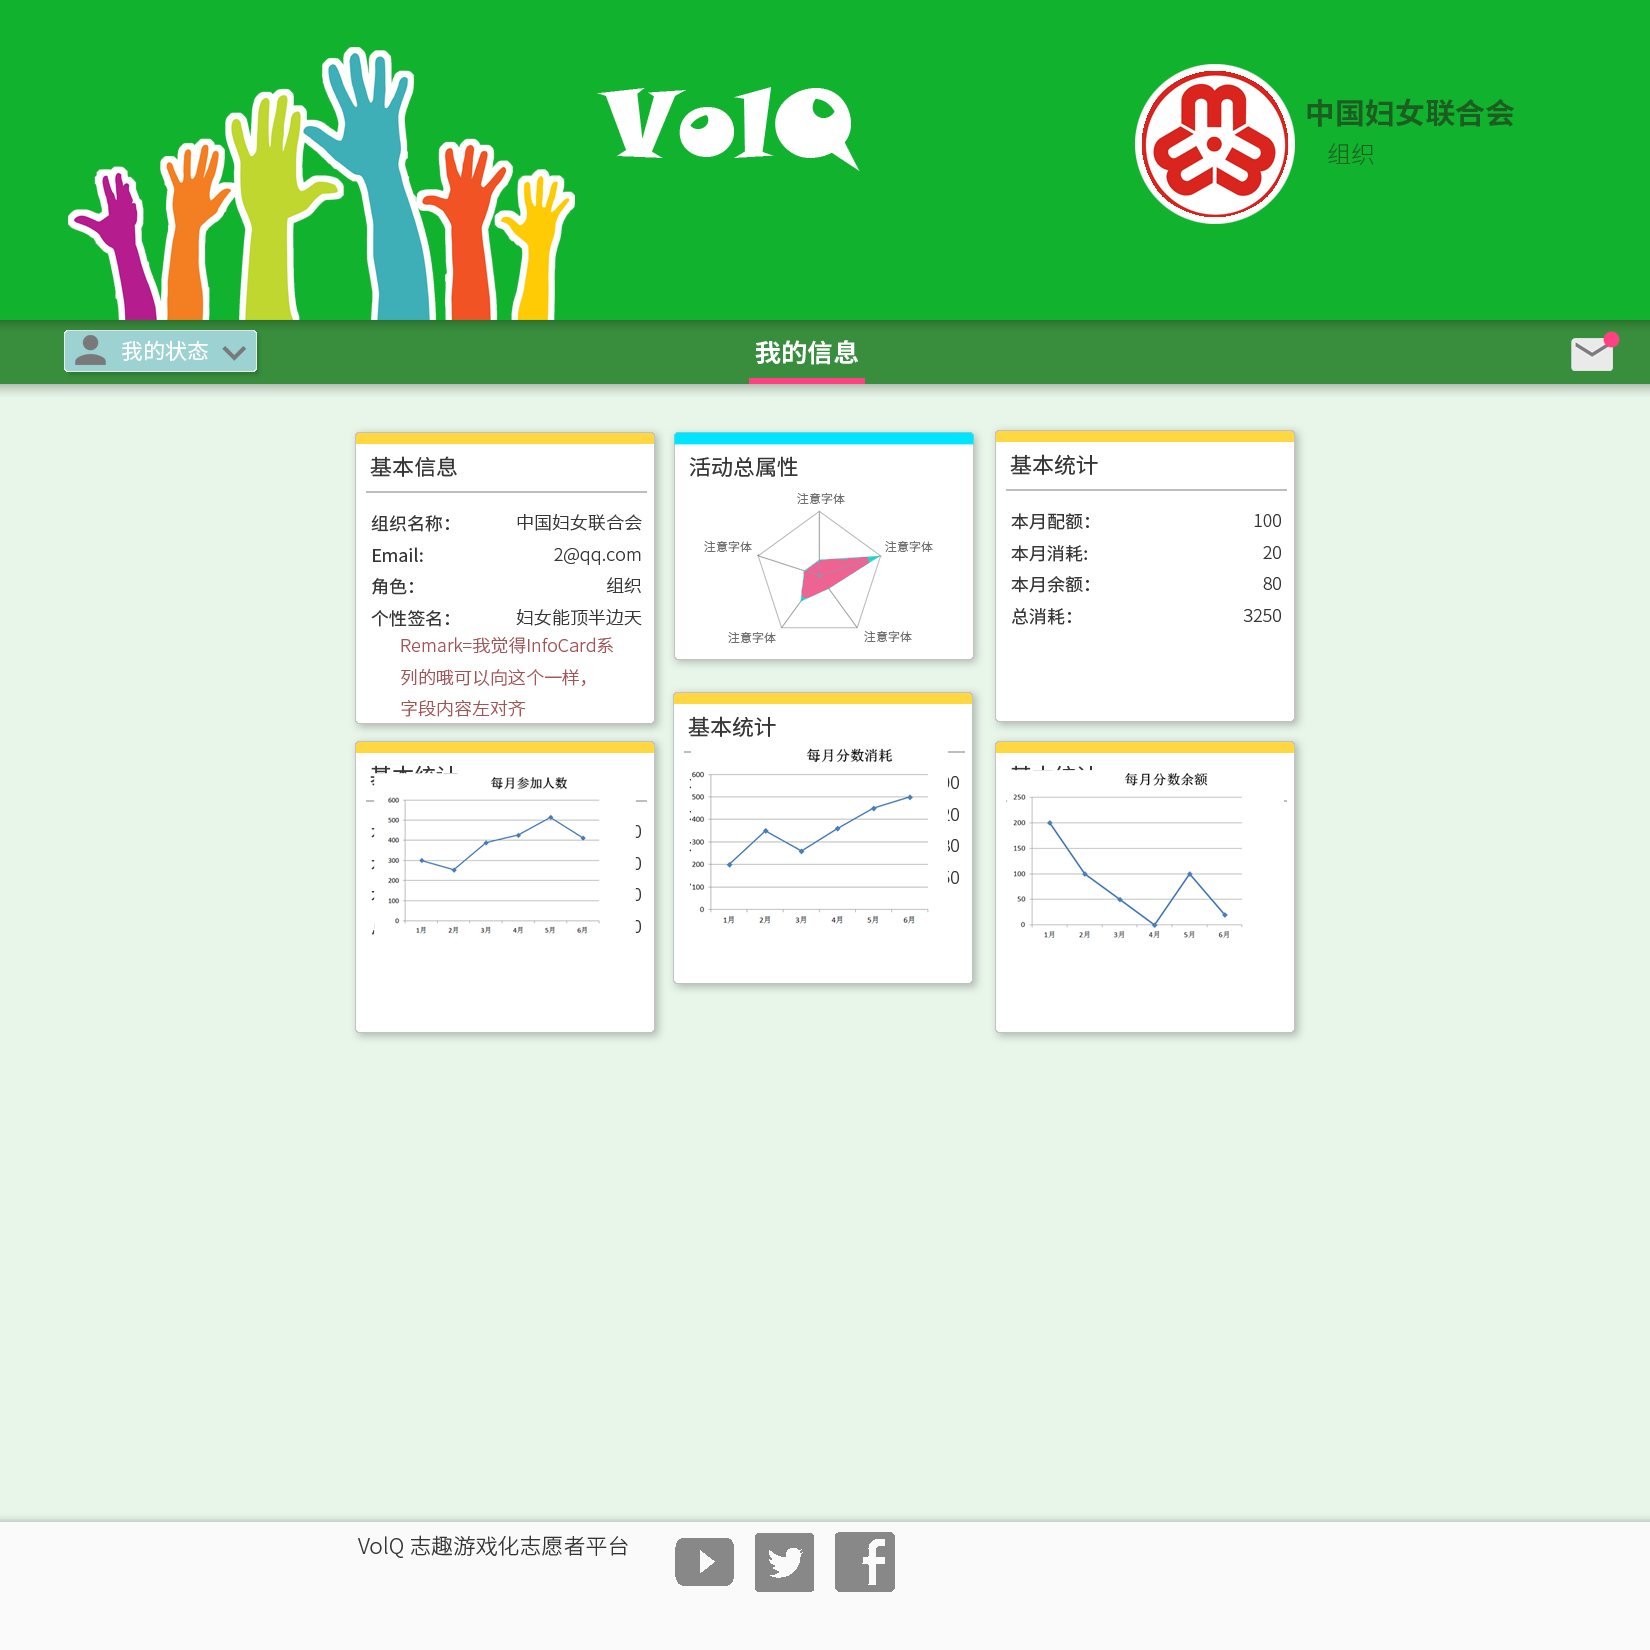 VolQ
中国妇女联合会
组织
我的状态
我的信息
基本信息
组织名称： 中国妇女联合会
Email: 2@qq.com
角色： 组织
个性签名： 妇女能顶半边天
Remark=我觉得InfoCard系
列的哦可以向这个一样，
字段内容左对齐
活动总属性
注意字体
注意字体
注意字体
注意字体
注意字体
基本统计
本月配额： 100
本月消耗: 20
本月余额： 80
总消耗： 3250
基本统计
每月参加人数
600
500
400
300
200
100
0
1月 2月 3月 4月 5月 6月
基本统计
每月分数消耗
600
500
400
300
200
100
0
1月 2月 3月 4月 5月 6月
基本统计
每月分数余额
250
200
150
100
50
0
1月 2月 3月 4月 5月 6月
VolQ 志趣游戏化志愿者平台